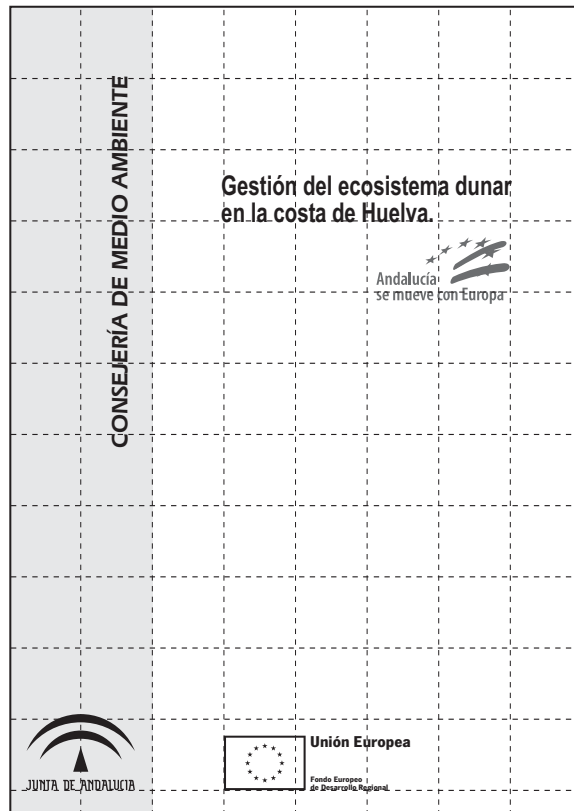 CONSEJERÍA DE MEDIO AMBIENTE
Gestión del ecosistema dunar
en la costa de Huelva.
Andalucía
se mueve con Europa
JUNTA DE ANDALUCIA
Unión Europea
Fondo Europeo
de Desarrollo Regional